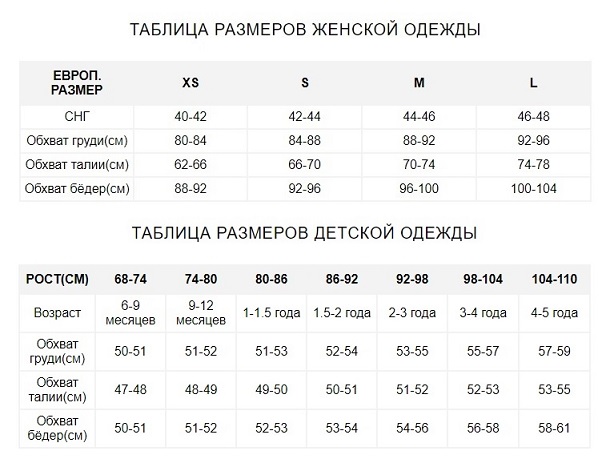 ТАБЛИЦА РАЗМЕРОВ ЖЕНСКОЙ ОДЕЖДЫ
ЕВРОП. РАЗМЕР XS S M L
СНГ 40-42 42-44 44-46 46-48
Обхват груди(см) 80-84 84-88 88-92 92-96
Обхват талии(см) 62-66 66-70 70-74 74-78
Обхват бёдер(см) 88-92 92-96 96-100 100-104
ТАБЛИЦА РАЗМЕРОВ ДЕТСКОЙ ОДЕЖДЫ
РОСТ(СМ) 68-74 74-80 80-86 86-92 92-98 98-104 104-110
Возраст 6-9 месяцев 9-12 месяцев 1-1.5 года 1.5-2 года 2-3 года 3-4 года 4-5 года
Обхват груди(см) 50-51 51-52 51-53 52-54 53-55 55-57 57-59
Обхват талии(см) 47-48 48-49 49-50 50-51 51-52 52-53 53-55
Обхват бёдер(см) 50-51 51-52 52-53 53-54 54-56 56-58 58-61